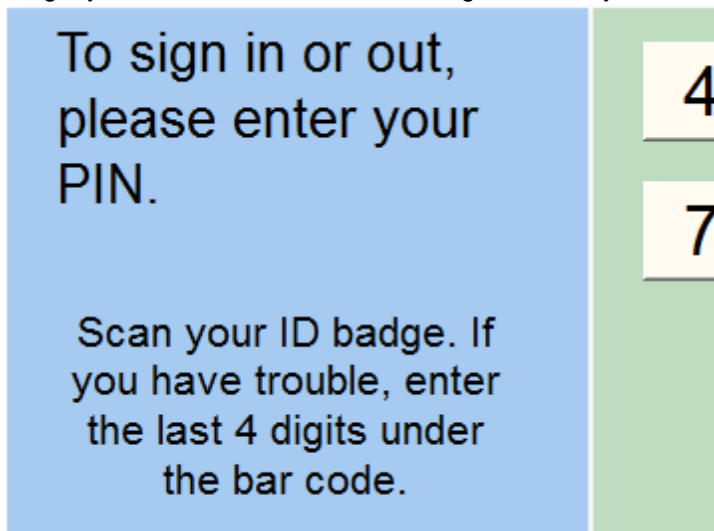 To sign in or out,
please enter your
PIN.
4
7
Scan your ID badge. If
you have trouble, enter
the last 4 digits under
the bar code.